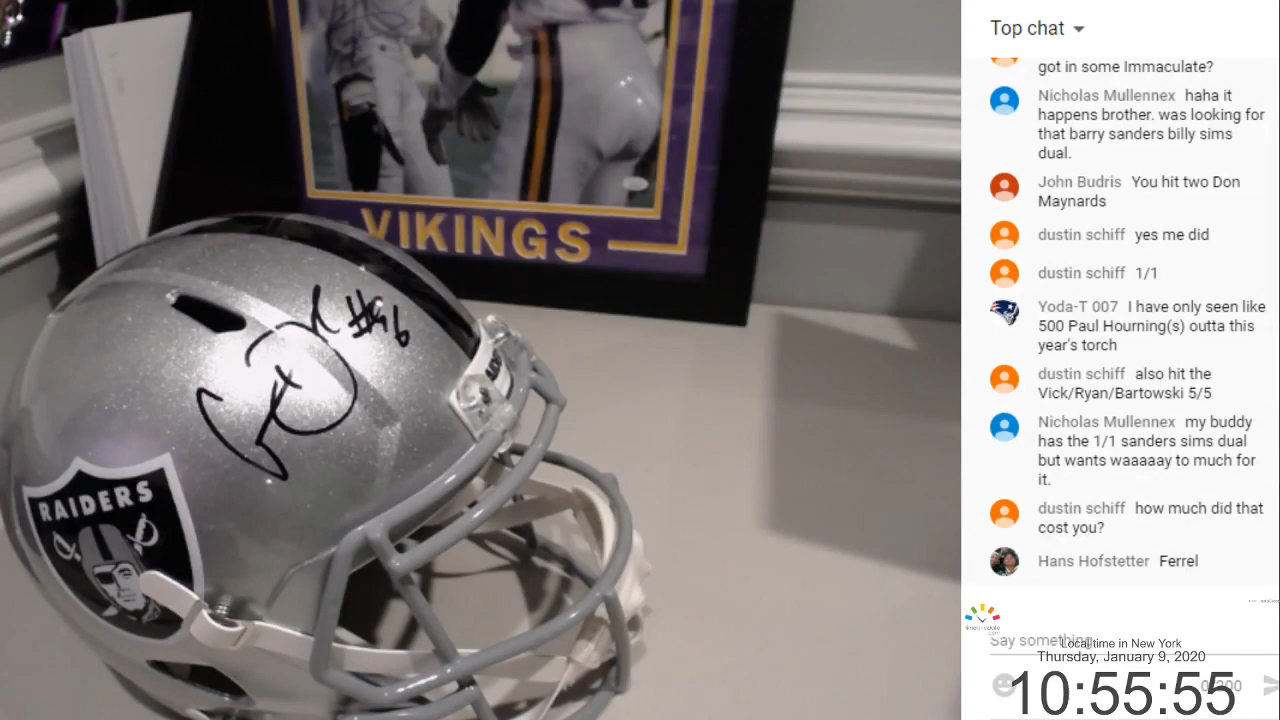 VIKINGS
#96
RAIDERS
Top chat
got in some Immaculate?
Nicholas Mullennex haha it
happens brother. was looking for
that barry sanders billy sims
dual.
John Budris You hit two Don
Maynards
dustin schiff yes me did
dustin schiff 1/1
Yoda-T 007 I have only seen like
500 Paul Hourning(s) outta this
year's torch
dustin schiff also hit the
Vick/Ryan/Bartowski 5/5
Nicholas Mullennex my buddy
has the 1/1 sanders sims dual
but wants waaaaay to much for
it.
dustin schiff how much did that
cost you?
Hans Hofstetter Ferrel
Say something...
Local time in New York
Thursday, January 9, 2020
10:55:55
0/200